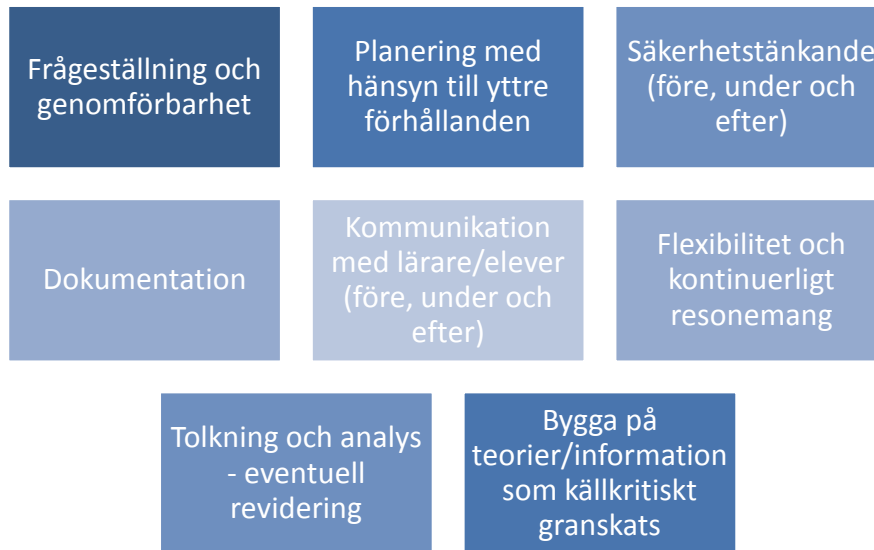 Frågeställning och
genomförbarhet
Planering med
hänsyn till yttre
förhållanden
Säkerhetstänkande
(före, under och
efter)
Dokumentation
Kommunikation
med lärare/elever
(före, under och
efter)
Flexibilitet och
kontinuerligt
resonemang
Tolkning och analys
- eventuell
revidering
Bygga på
teorier/information
som källkritiskt
granskats